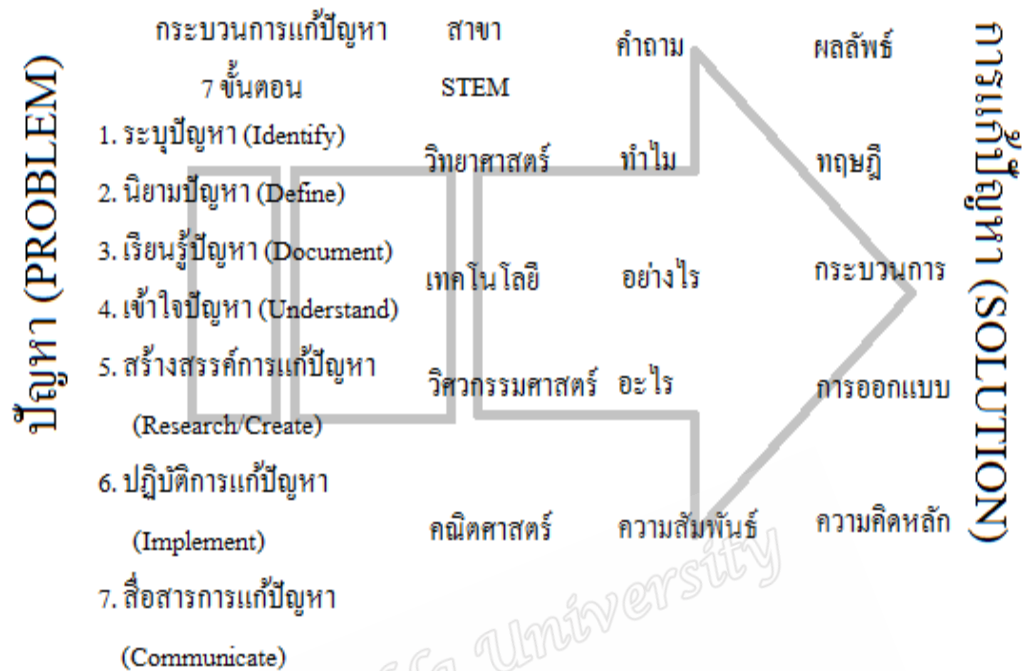 ปัญหา (PROBLEM)
กระบวนการแก้ปัญหา
7 ขั้นตอน
1. ระบุปัญหา (Identify)
2. นิยามปัญหา (Define)
3. เรียนรู้ปัญหา (Document)
4. เข้าใจปัญหา (Understand)
5. สร้างสรรค์การแก้ปัญหา
(Research/Create)
6. ปฏิบัติการแก้ปัญหา
(Implement)
7. สื่อสารการแก้ปัญหา
(Communicate)
สาขา
STEM
วิทยาศาสตร์
เทคโนโลยี
วิศวกรรมศาสตร์
คณิตศาสตร์
คำถาม
ทำไม
อย่างไร
อะไร
ความสัมพันธ์
ผลลัพธ์
ทฤษฎี
กระบวนการ
การออกแบบ
ความคิดหลัก
การแก้ปัญหา (SOLUTION)
University